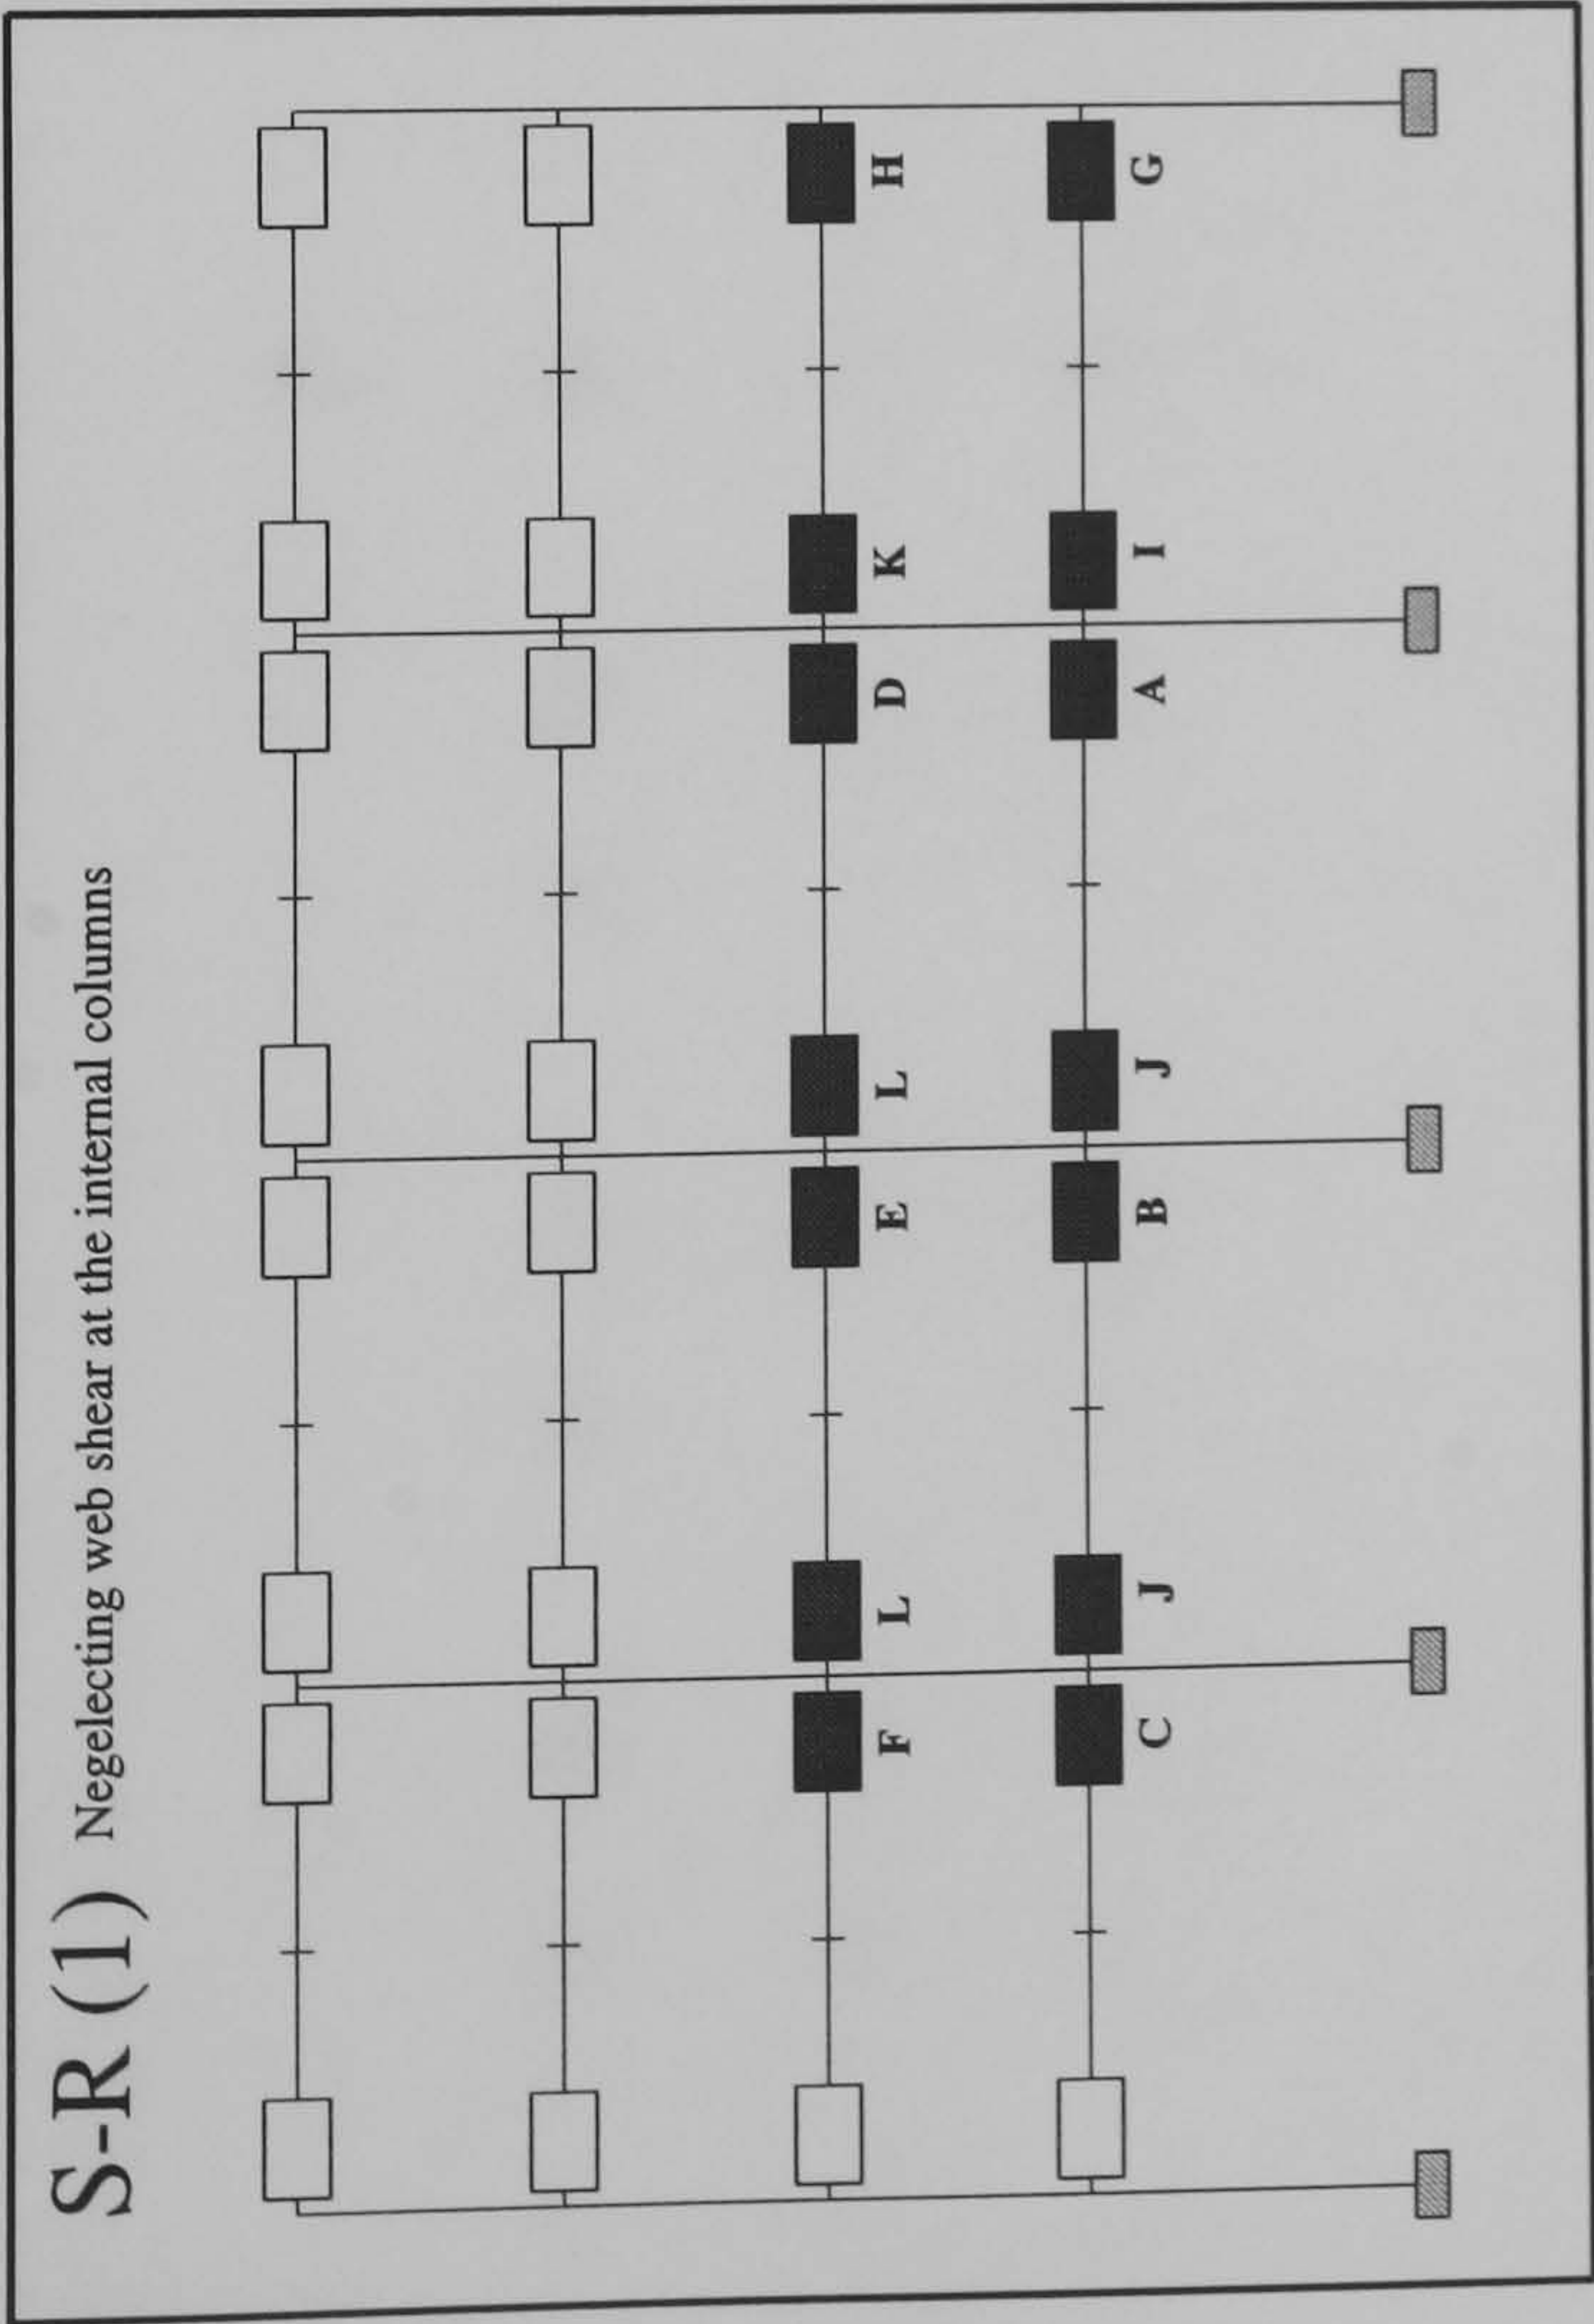 S-R (1) Negelecting web shear at the internal columns
F L E L D K H
C J B J A I G